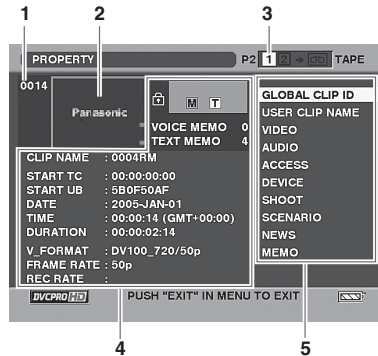 1 2 3
PROPERTY P2 1 2 → TAPE
0014
Panasonic
M T
VOICE MEMO 0
TEXT MEMO 4
CLIP NAME : 0004RM
START TC : 00:00:00:00
START UB : 5B0F50AF
DATE : 2005-JAN-01
TIME : 00:00:14 (GMT+00:00)
DURATION : 00:00:02:14
V_FORMAT : DV100_720/50p
FRAME RATE : 50p
REC RATE :
GLOBAL CLIP ID
USER CLIP NAME
VIDEO
AUDIO
ACCESS
DEVICE
SHOOT
SCENARIO
NEWS
MEMO
DVCPRO HD PUSH "EXIT" IN MENU TO EXIT
4 5